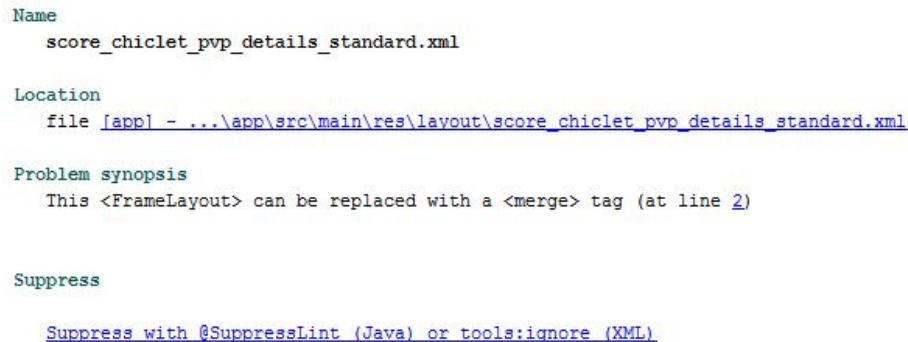 Name
score_chiclet_pvp_details_standard.xml
Location
file [app] - ...\app\src\main\res\layout\score_chiclet_pvp_details_standard.xml
Problem synopsis
This <FrameLayout> can be replaced with a <merge> tag (at line 2)
Suppress
Suppress with @SuppressLint (Java) or tools:ignore (XML)